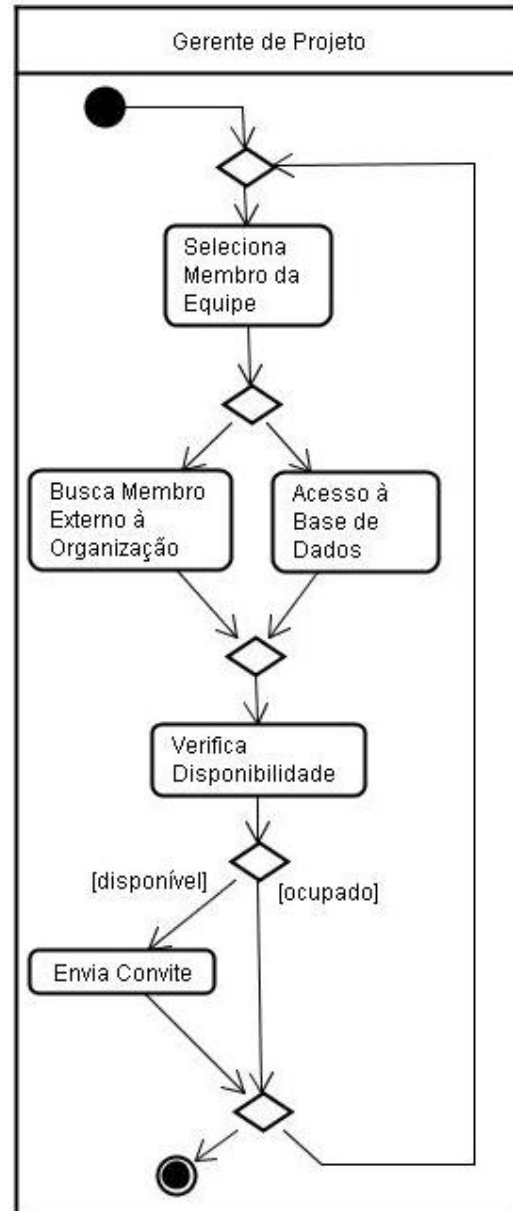 Gerente de Projeto
Seleciona
Membro da
Equipe
Busca Membro
Externo à
Organização
Acesso à
Base de
Dados
Verifica
Disponibilidade
[disponível]
[ocupado]
Envia Convite